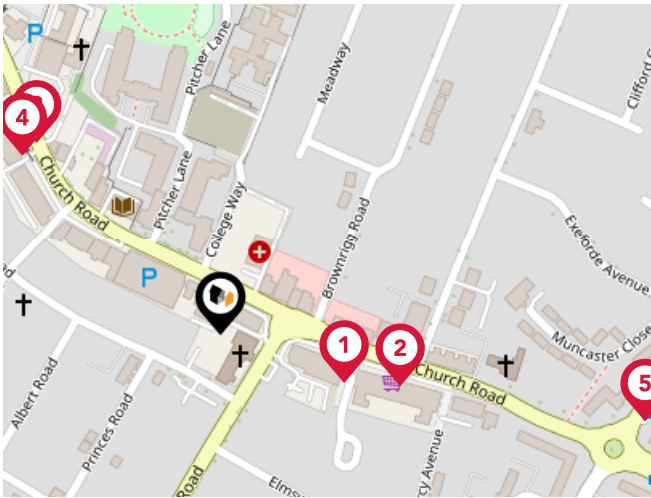 P
Pitcher Lane
Meadway
Clifford
4
Church Road
Pitcher Lane
College Way
Brownrigg Road
Exeforde Avenue
P
Muncaster Close
1
2
Church Road
5
Albert Road
Princes Road
Road
Avenue